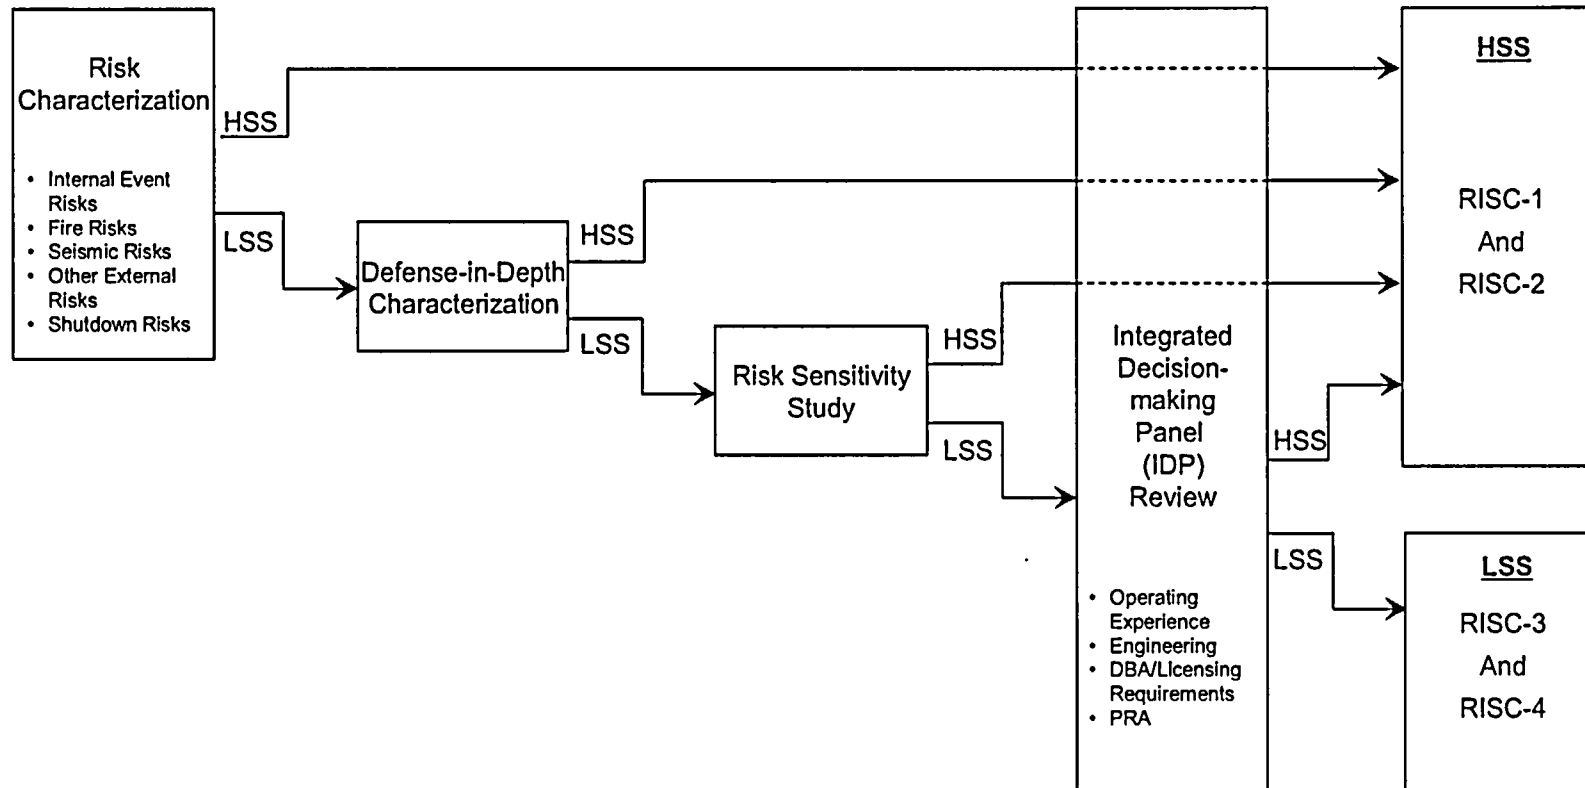 Risk
Characterization
• Internal Event
Risks
• Fire Risks
• Seismic Risks
• Other External
Risks
• Shutdown Risks
HSS
LSS
Defense-in-Depth
Characterization
HSS
LSS
Risk Sensitivity
Study
HSS
LSS
Integrated
Decision-
making
Panel
(IDP)
Review
• Operating
Experience
• Engineering
• DBA/Licensing
Requirements
• PRA
HSS
LSS
HSS
RISC-1
And
RISC-2
LSS
RISC-3
And
RISC-4